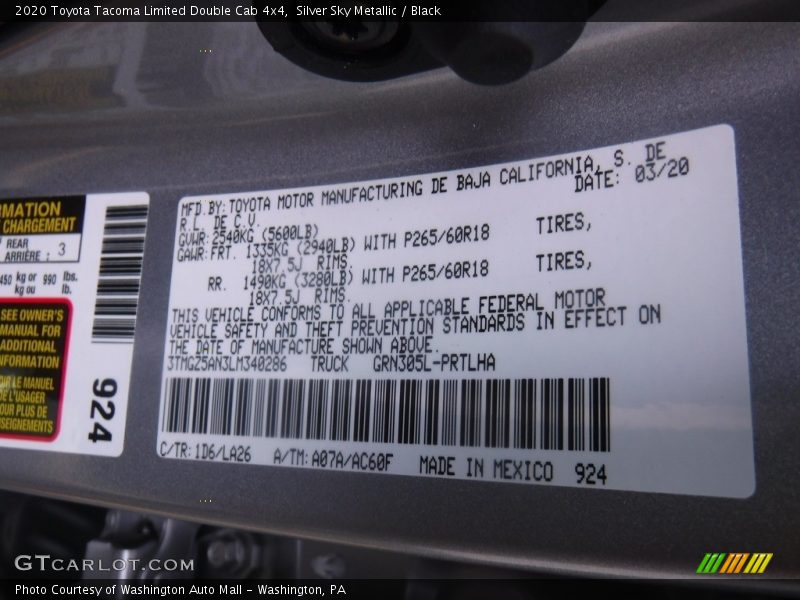 2020 Toyota Tacoma Limited Double Cab 4x4, Silver Sky Metallic / Black
MFD.BY:TOYOTA MOTOR MANUFACTURING DE BAJA CALIFORNIA, S. DE
R.L. DE C.V. DATE: 03/20
GVWR:2540KG (5600LB)
GAWR:FRT. 1335KG (2940LB) WITH P265/60R18 TIRES,
18X7.5J RIMS.
RR. 1490KG (3280LB) WITH P265/60R18 TIRES,
18X7.5J RIMS.
THIS VEHICLE CONFORMS TO ALL APPLICABLE FEDERAL MOTOR
VEHICLE SAFETY AND THEFT PREVENTION STANDARDS IN EFFECT ON
THE DATE OF MANUFACTURE SHOWN ABOVE.
3TMGZ5AN3LM340286 TRUCK GRN305L-PRTLHA
C/TR:1D6/LA26 A/TM:A07A/AC60F MADE IN MEXICO 924
CHARGEMENT
REAR
ARRIÈRE : 3
450 kg or 990 lbs.
kg ou lb.
SEE OWNER'S
MANUAL FOR
ADDITIONAL
INFORMATION
LE MANUEL
DE L'USAGER
POUR PLUS DE
924
GTCARLOT.COM
Photo Courtesy of Washington Auto Mall - Washington, PA